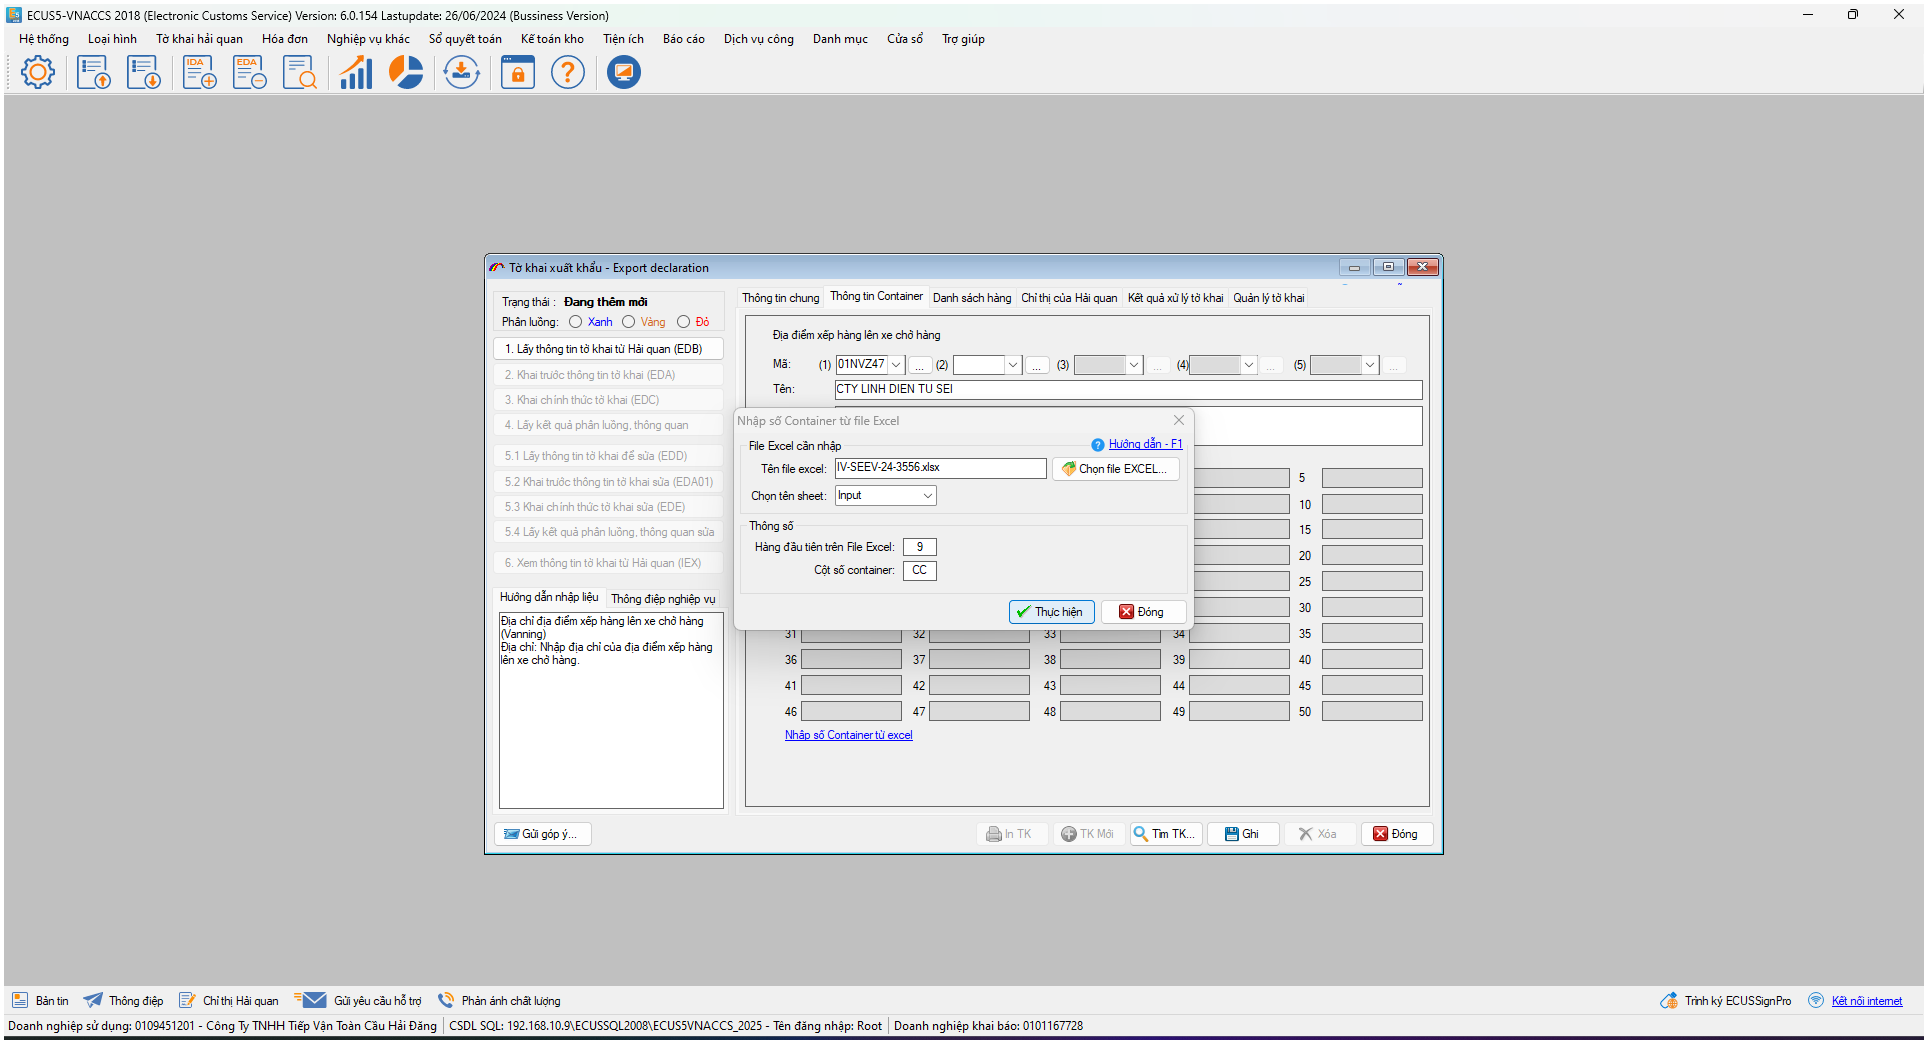 ECUS5-VNACCS 2018 (Electronic Customs Service) Version: 6.0.154 Lastupdate: 26/06/2024 (Bussiness Version)
Hệ thống Loại hình Tờ khai hải quan Hóa đơn Nghiệp vụ khác Sổ quyết toán Kế toán kho Tiện ích Báo cáo Dịch vụ công Danh mục Cửa sổ Trợ giúp
IDA EDA
Tờ khai xuất khẩu - Export declaration
Trạng thái : Đang thêm mới
Phân luồng: Xanh Vàng Đỏ
1. Lấy thông tin tờ khai từ Hải quan (EDB)
2. Khai trước thông tin tờ khai (EDA)
3. Khai chính thức tờ khai (EDC)
4. Lấy kết quả phân luồng, thông quan
5.1 Lấy thông tin tờ khai để sửa (EDD)
5.2 Khai trước thông tin tờ khai sửa (EDA01)
5.3 Khai chính thức tờ khai sửa (EDE)
5.4 Lấy kết quả phân luồng, thông quan sửa
6. Xem thông tin tờ khai từ Hải quan (IEX)
Hướng dẫn nhập liệu Thông điệp nghiệp vụ
Địa chỉ địa điểm xếp hàng lên xe chở hàng
(Vanning)
Địa chỉ: Nhập địa chỉ của địa điểm xếp hàng
lên xe chở hàng.
Gửi góp ý...
Thông tin chung Thông tin Container Danh sách hàng Chỉ thị của Hải quan Kết quả xử lý tờ khai Quản lý tờ khai
Địa điểm xếp hàng lên xe chở hàng
Mã: (1) 01NVZ47 ... (2) ... (3) ... (4) ... (5) ...
Tên: CTY LINH DIEN TU SEI
Nhập số Container từ file Excel
File Excel cần nhập Hướng dẫn - F1
Tên file excel: IV-SEEV-24-3556.xlsx Chọn file EXCEL...
Chọn tên sheet: Input
Thông số
Hàng đầu tiên trên File Excel: 9
Cột số container: CC
Thực hiện Đóng
5
10
15
20
25
30
31 32 33 34 35
36 37 38 39 40
41 42 43 44 45
46 47 48 49 50
Nhập số Container từ excel
In TK TK Mới Tìm TK... Ghi Xóa Đóng
Bản tin Thông điệp Chỉ thị Hải quan Gửi yêu cầu hỗ trợ Phản ánh chất lượng Trình ký ECUSSignPro Kết nối internet
Doanh nghiệp sử dụng: 0109451201 - Công Ty TNHH Tiếp Vận Toàn Cầu Hải Đăng CSDL SQL: 192.168.10.9\ECUSSQL2008\ECUS5VNACCS_2025 - Tên đăng nhập: Root Doanh nghiệp khai báo: 0101167728